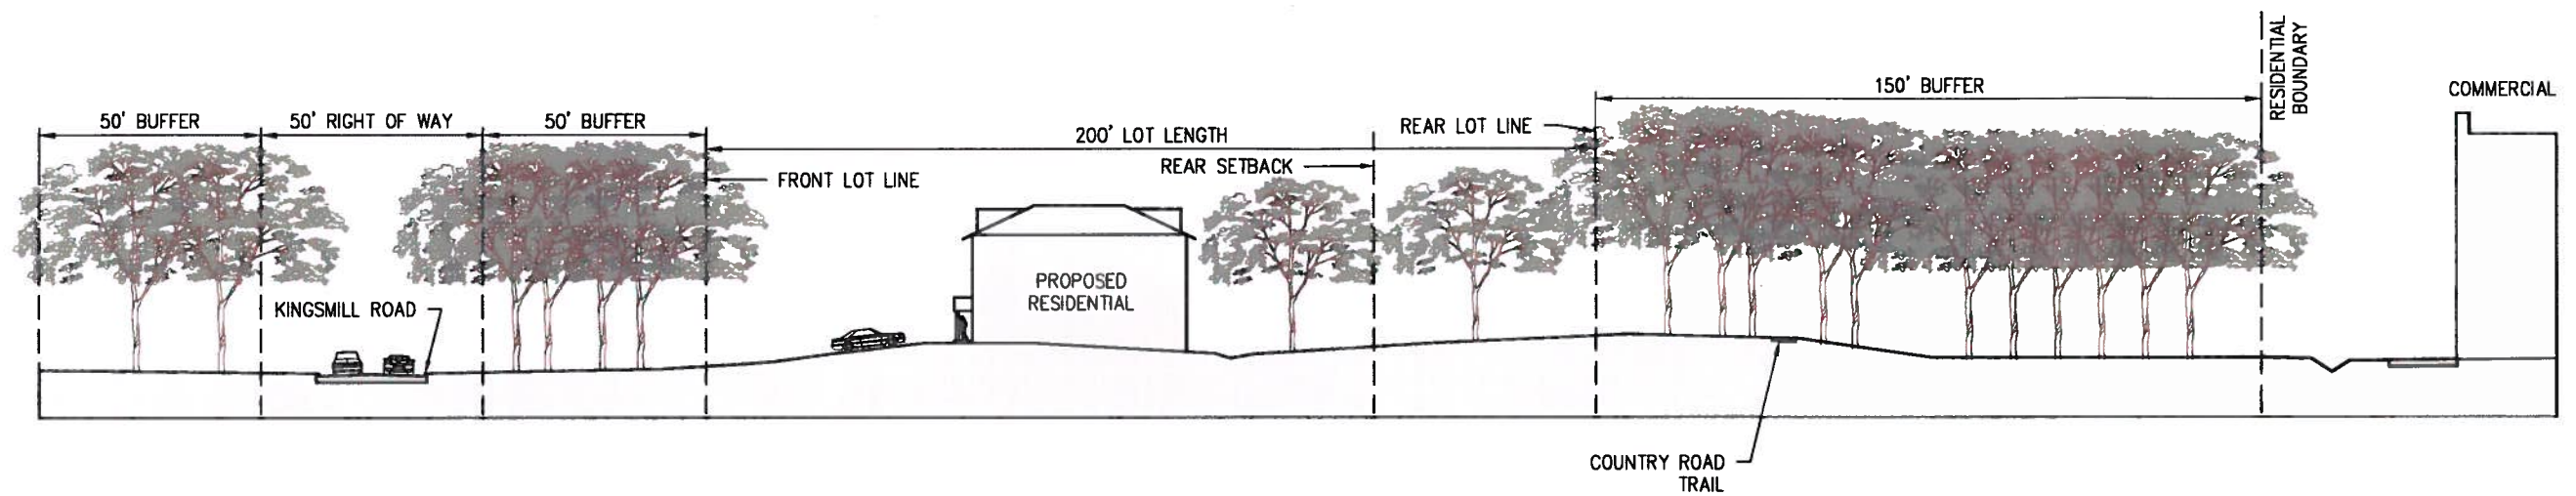 50' BUFFER
50' RIGHT OF WAY
50' BUFFER
200' LOT LENGTH
FRONT LOT LINE
KINGSMILL ROAD
PROPOSED
RESIDENTIAL
REAR SETBACK
REAR LOT LINE
150' BUFFER
RESIDENTIAL
BOUNDARY
COMMERCIAL
COUNTRY ROAD
TRAIL